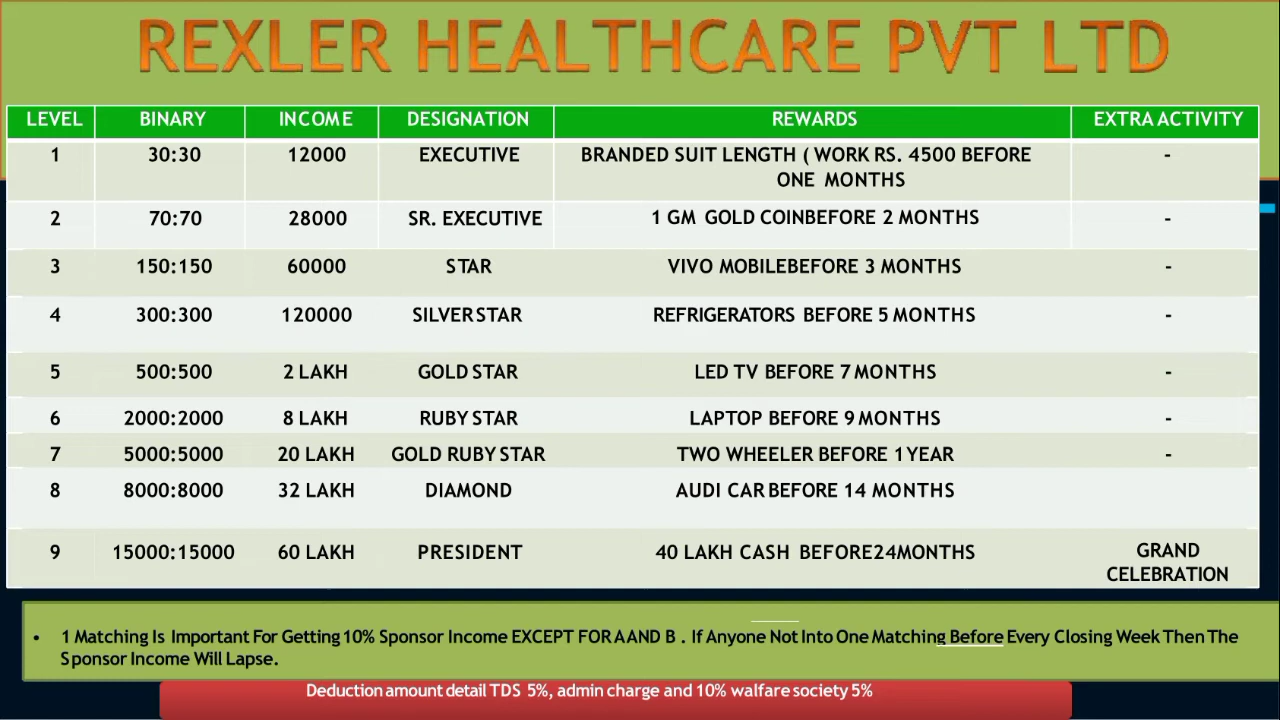 REXLER HEALTHCARE PVT LTD
LEVEL BINARY INCOME DESIGNATION REWARDS EXTRA ACTIVITY
1 30:30 12000 EXECUTIVE BRANDED SUIT LENGTH ( WORK RS. 4500 BEFORE -
ONE MONTHS
2 70:70 28000 SR. EXECUTIVE 1 GM GOLD COINBEFORE 2 MONTHS -
3 150:150 60000 STAR VIVO MOBILEBEFORE 3 MONTHS -
4 300:300 120000 SILVER STAR REFRIGERATORS BEFORE 5 MONTHS -
5 500:500 2 LAKH GOLD STAR LED TV BEFORE 7 MONTHS -
6 2000:2000 8 LAKH RUBY STAR LAPTOP BEFORE 9 MONTHS -
7 5000:5000 20 LAKH GOLD RUBY STAR TWO WHEELER BEFORE 1 YEAR -
8 8000:8000 32 LAKH DIAMOND AUDI CAR BEFORE 14 MONTHS
9 15000:15000 60 LAKH PRESIDENT 40 LAKH CASH BEFORE24MONTHS GRAND
CELEBRATION
• 1 Matching Is Important For Getting 10% Sponsor Income EXCEPT FOR A AND B . If Anyone Not Into One Matching Before Every Closing Week Then The
Sponsor Income Will Lapse.
Deduction amount detail TDS 5%, admin charge and 10% walfare society 5%